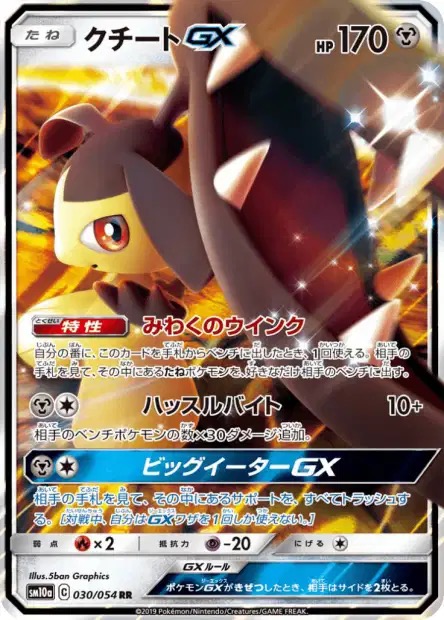 たね クチートGX HP170
とくせい
特性 みわくのウインク
自分の番に、このカードを手札からベンチに出したとき、1回使える。相手の
手札を見て、その中にあるたねポケモンを、好きなだけ相手のベンチに出す。
ハッスルバイト 10+
相手のベンチポケモンの数×30ダメージ追加。
ビッグイーターGX
相手の手札を見て、その中にあるサポートを、すべてトラッシュす
る。[対戦中、自分はGXワザを1回しか使えない。]
弱点 ×2 抵抗力 -20 にげる
Illus.5ban Graphics
GXルール
sm10a C 030/054 RR ポケモンGXがきぜつしたとき、相手はサイドを2枚とる。
©2019 Pokémon/Nintendo/Creatures/GAME FREAK.